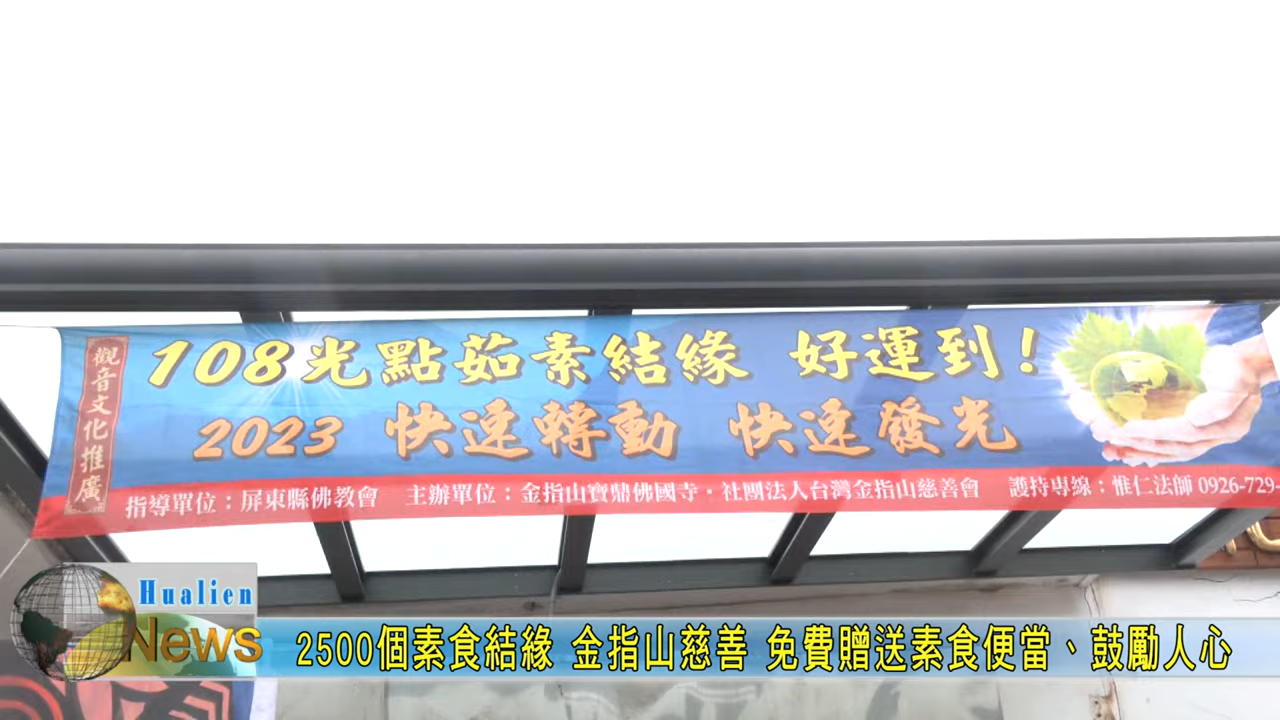 觀音文化推廣
108光點茹素結緣 好運到!
2023 快速轉動 快速發光
指導單位:屏東縣佛教會 主辦單位:金指山寶鼎佛國寺·社團法人台灣金指山慈善會 護持專線:惟仁法師 0926-729-
Hualien
News
2500個素食結緣 金指山慈善 免費贈送素食便當、鼓勵人心